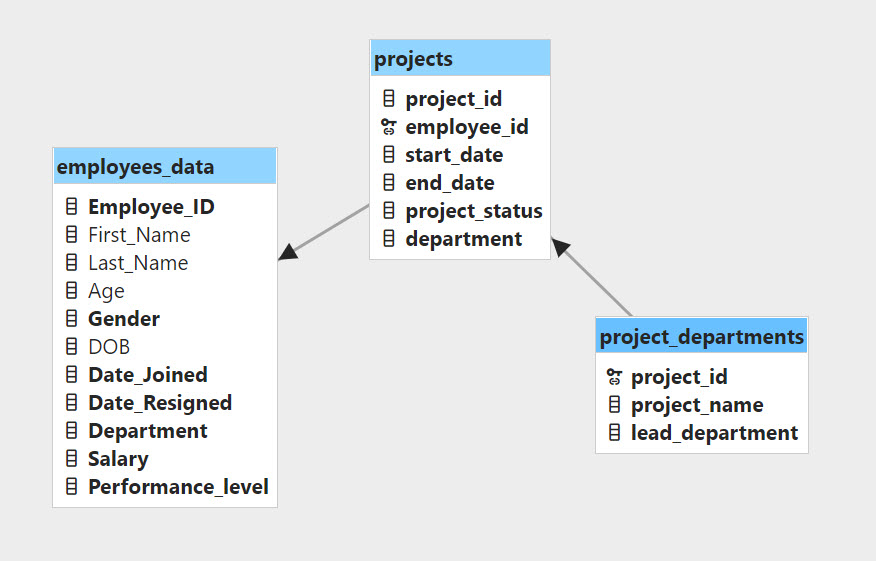 projects
project_id
employee_id
start_date
end_date
project_status
department
employees_data
Employee_ID
First_Name
Last_Name
Age
Gender
DOB
Date_Joined
Date_Resigned
Department
Salary
Performance_level
project_departments
project_id
project_name
lead_department